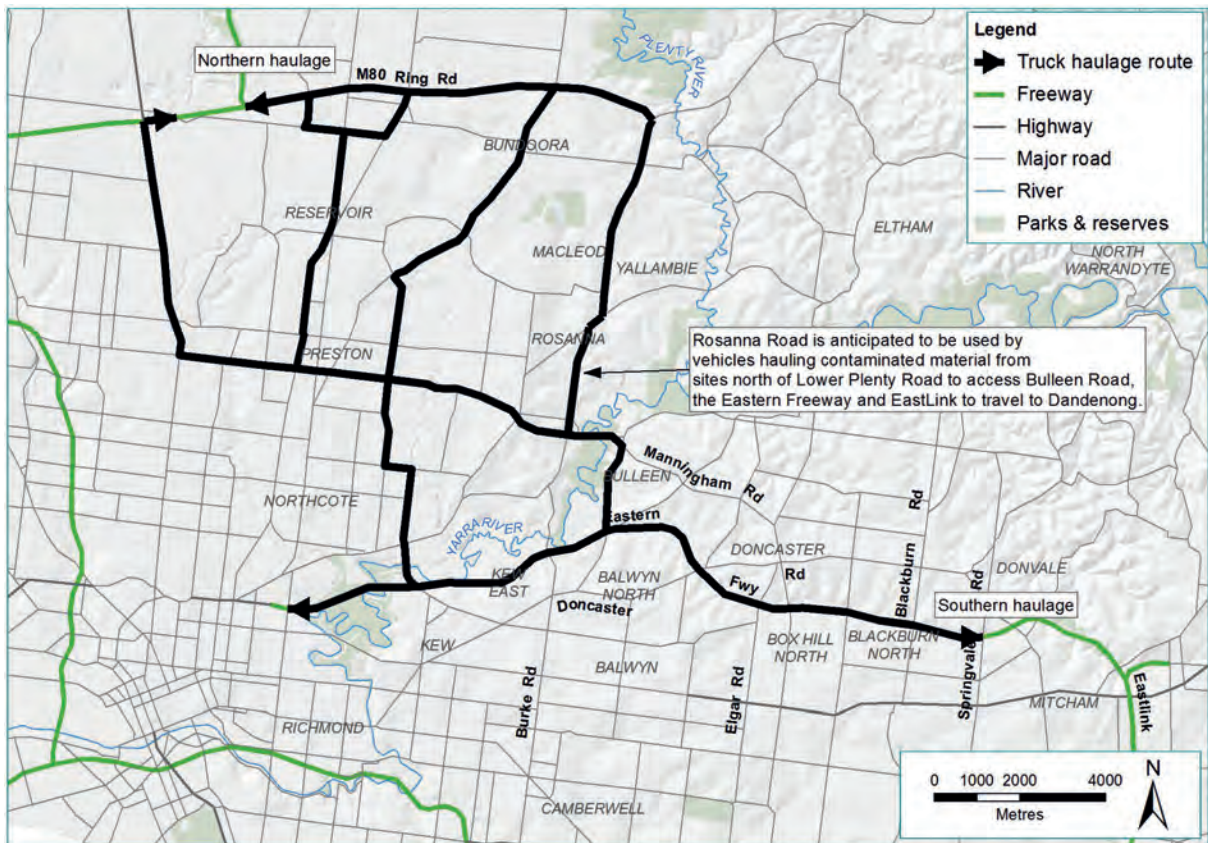 Northern haulage
M80 Ring Rd
PLENTY RIVER
Legend
Truck haulage route
Freeway
Highway
Major road
River
Parks & reserves
BUNDOORA
RESERVOIR
MACLEOD
YALLAMBIE
ELTHAM
NORTH
WARRANDYTE
ROSANNA
PRESTON
Rosanna Road is anticipated to be used by
vehicles hauling contaminated material from
sites north of Lower Plenty Road to access Bulleen Road,
the Eastern Freeway and EastLink to travel to Dandenong.
Manningham Rd
BULLEEN
NORTHCOTE
YARRA RIVER
Eastern Fwy
KEW
EAST
BALWYN
NORTH
Doncaster Rd
DONCASTER
Blackburn Rd
DONVALE
Southern haulage
Springvale Rd
KEW
BALWYN
BOX HILL
NORTH
BLACKBURN
NORTH
MITCHAM
Eastlink
Burke Rd
Elgar Rd
RICHMOND
CAMBERWELL
0 1000 2000 4000
Metres
N